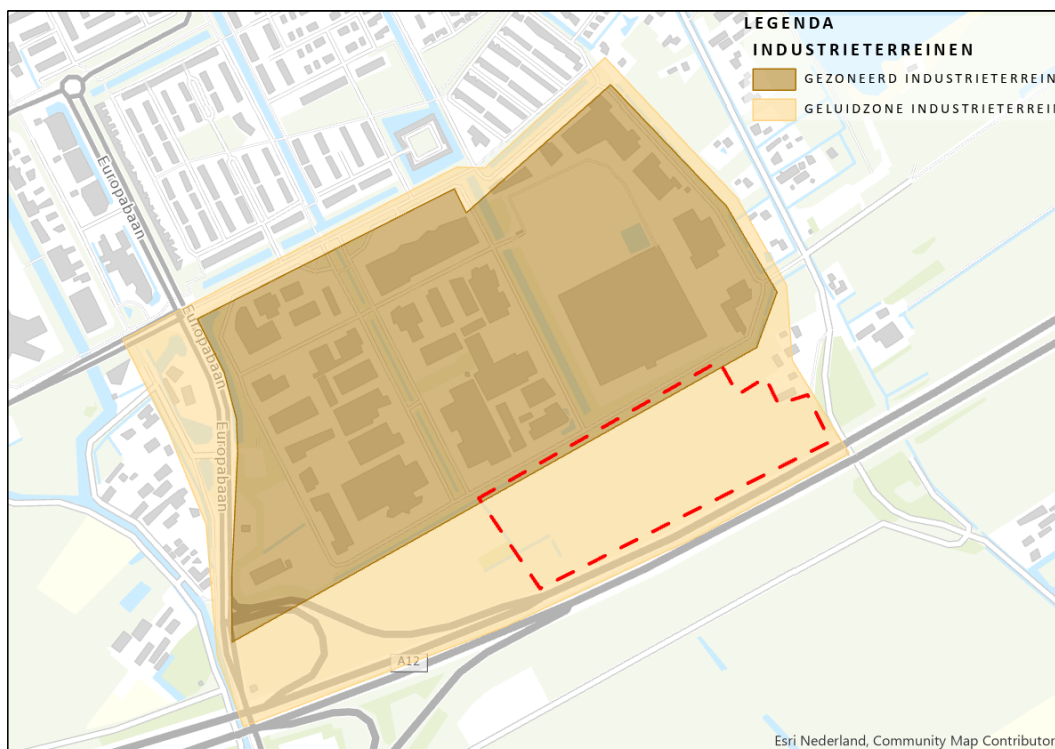 LEGENDA
INDUSTRIETERREINEN
GEZONEERD INDUSTRIETERREIN
GELUIDZONE INDUSTRIETERREIN
Europabaan
Europabaan
Europabaan
A12
Esri Nederland, Community Map Contributor